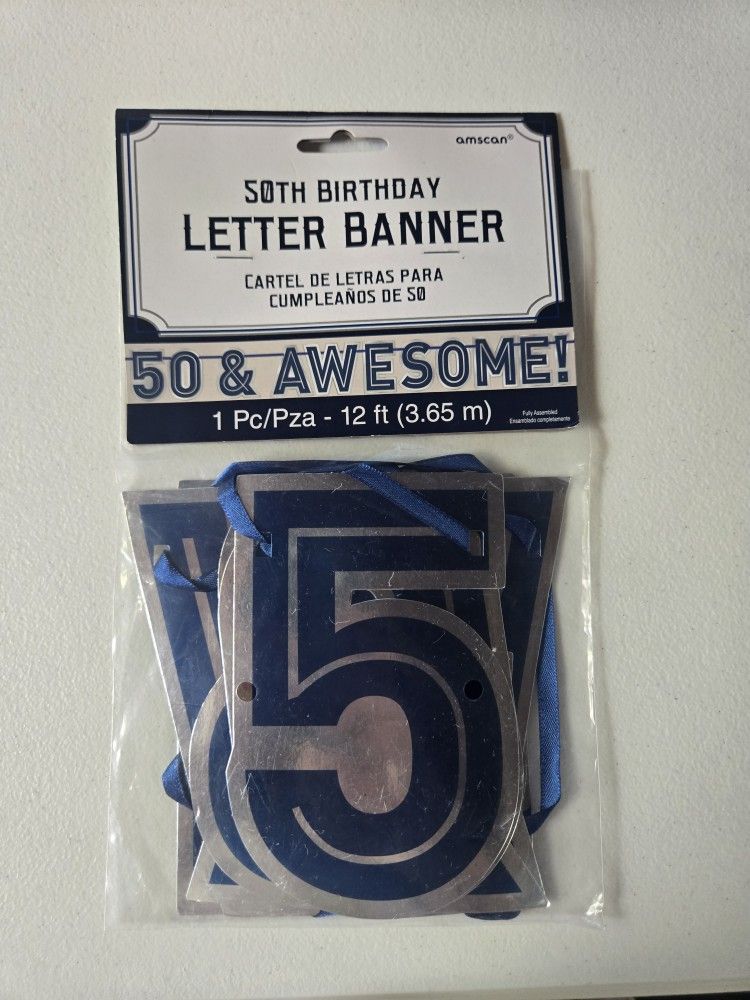 amscan®
50TH BIRTHDAY
LETTER BANNER
CARTEL DE LETRAS PARA
CUMPLEAÑOS DE 50
50 & AWESOME!
1 Pc/Pza - 12 ft (3.65 m)
Fully Assembled
Ensamblado completamente
5